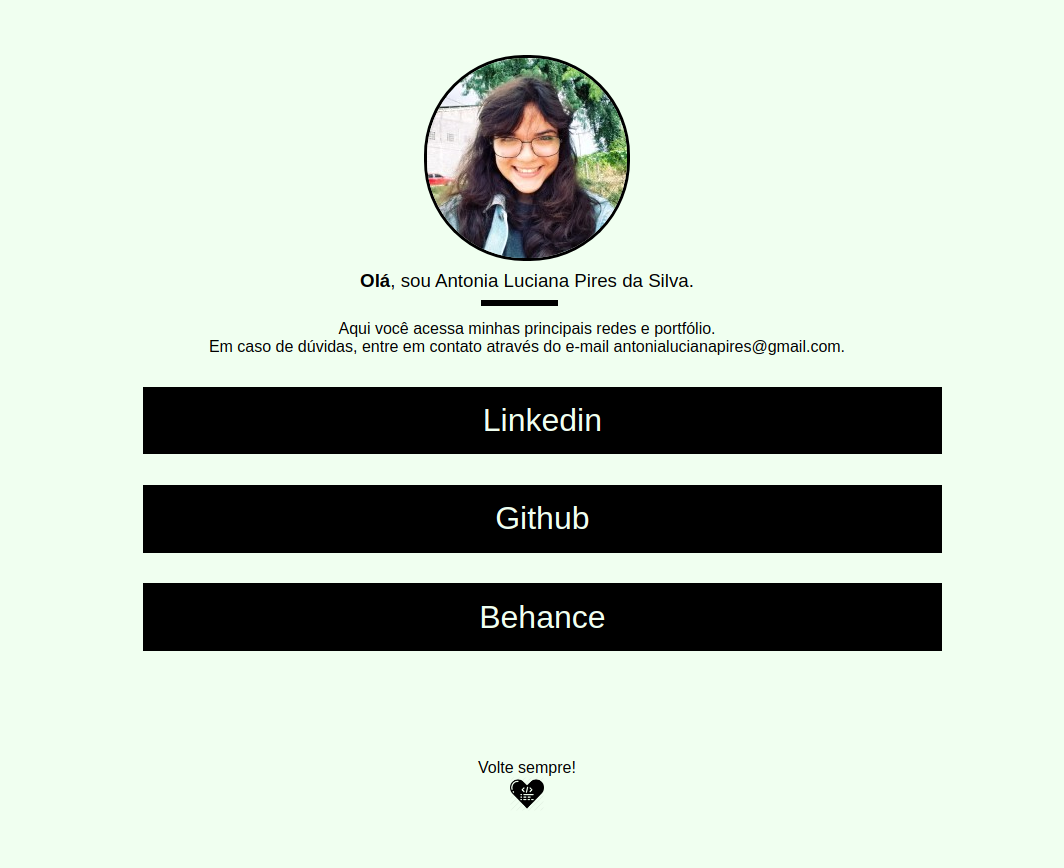 Olá, sou Antonia Luciana Pires da Silva.
Aqui você acessa minhas principais redes e portfólio.
Em caso de dúvidas, entre em contato através do e-mail antonialucianapires@gmail.com.
Linkedin
Github
Behance
Volte sempre!